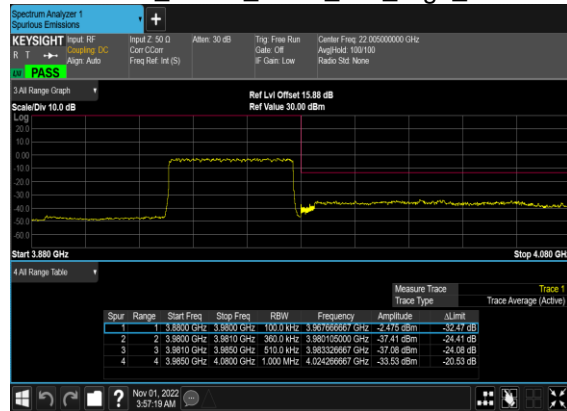 Spectrum Analyzer 1
Spurious Emissions
+
KEYSIGHT
R T
Input: RF
Coupling: DC
Align: Auto
Input Z: 50 Ω
Corr CCorr
Freq Ref: Int (S)
Atten: 30 dB
Trig: Free Run
Gate: Off
IF Gain: Low
Center Freq: 22.005000000 GHz
Avg|Hold: 100/100
Radio Std: None
PASS
3 All Range Graph
Ref Lvl Offset 15.88 dB
Scale/Div 10.0 dB
Ref Value 30.00 dBm
Log
20.0
10.0
0.00
-10.0
-20.0
-30.0
-40.0
-50.0
-60.0
Start 3.880 GHz
Stop 4.080 GHz
4 All Range Table
Measure Trace Trace 1
Trace Type Trace Average (Active)
Spur Range Start Freq Stop Freq RBW Frequency Amplitude ΔLimit
1 1 3.8800 GHz 3.9800 GHz 100.0 kHz 3.967666667 GHz -2.475 dBm -32.47 dB
2 2 3.9800 GHz 3.9810 GHz 360.0 kHz 3.980105000 GHz -37.41 dBm -24.41 dB
3 3 3.9810 GHz 3.9850 GHz 510.0 kHz 3.983326667 GHz -37.08 dBm -24.08 dB
4 4 3.9850 GHz 4.0800 GHz 1.000 MHz 4.024266667 GHz -33.53 dBm -20.53 dB
?
Nov 01, 2022
3:57:19 AM